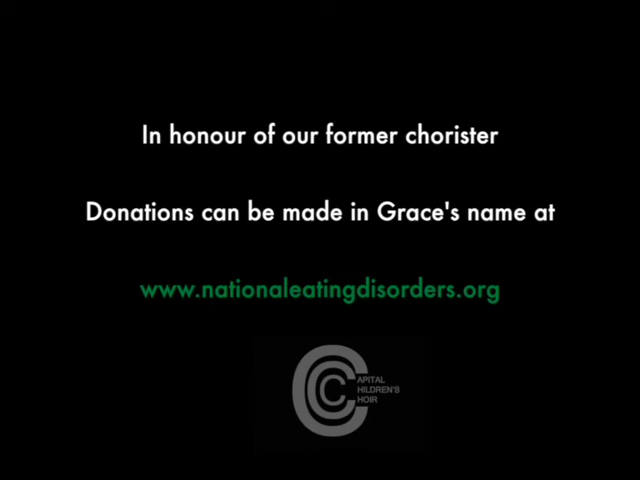 In honour of our former chorister
Donations can be made in Grace's name at
www.nationaleatingdisorders.org
CCC
APITAL
HILDREN'S
HOIR